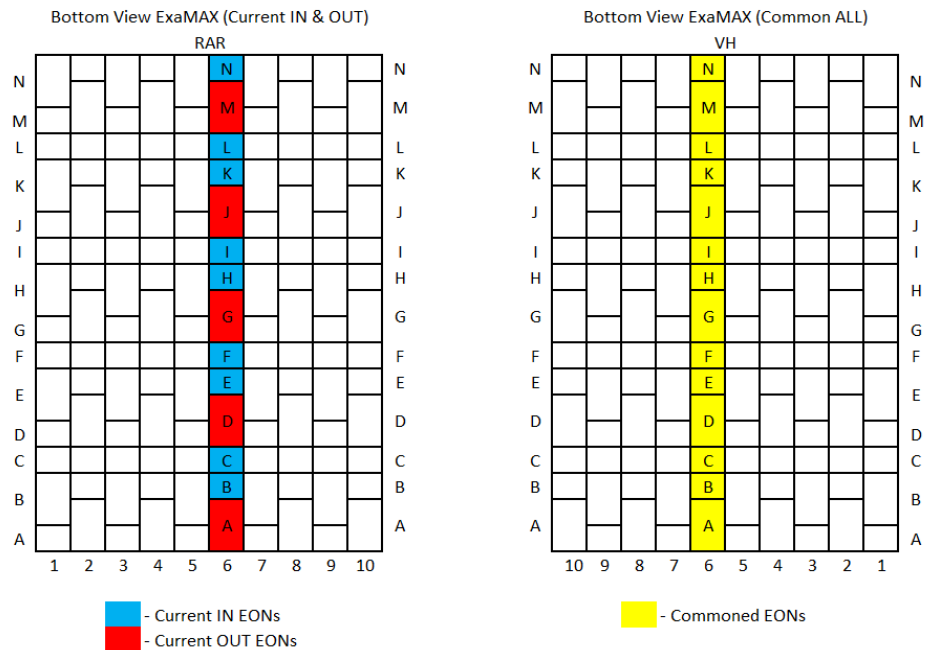 Bottom View ExaMAX (Current IN & OUT)
RAR
N N N
M M M
L L L
K K K
J J J
I I I
H H H
G G G
F F F
E E E
D D D
C C C
B B B
A A A
1 2 3 4 5 6 7 8 9 10
- Current IN EONs
- Current OUT EONs
Bottom View ExaMAX (Common ALL)
VH
N N N
M M M
L L L
K K K
J J J
I I I
H H H
G G G
F F F
E E E
D D D
C C C
B B B
A A A
10 9 8 7 6 5 4 3 2 1
- Commoned EONs